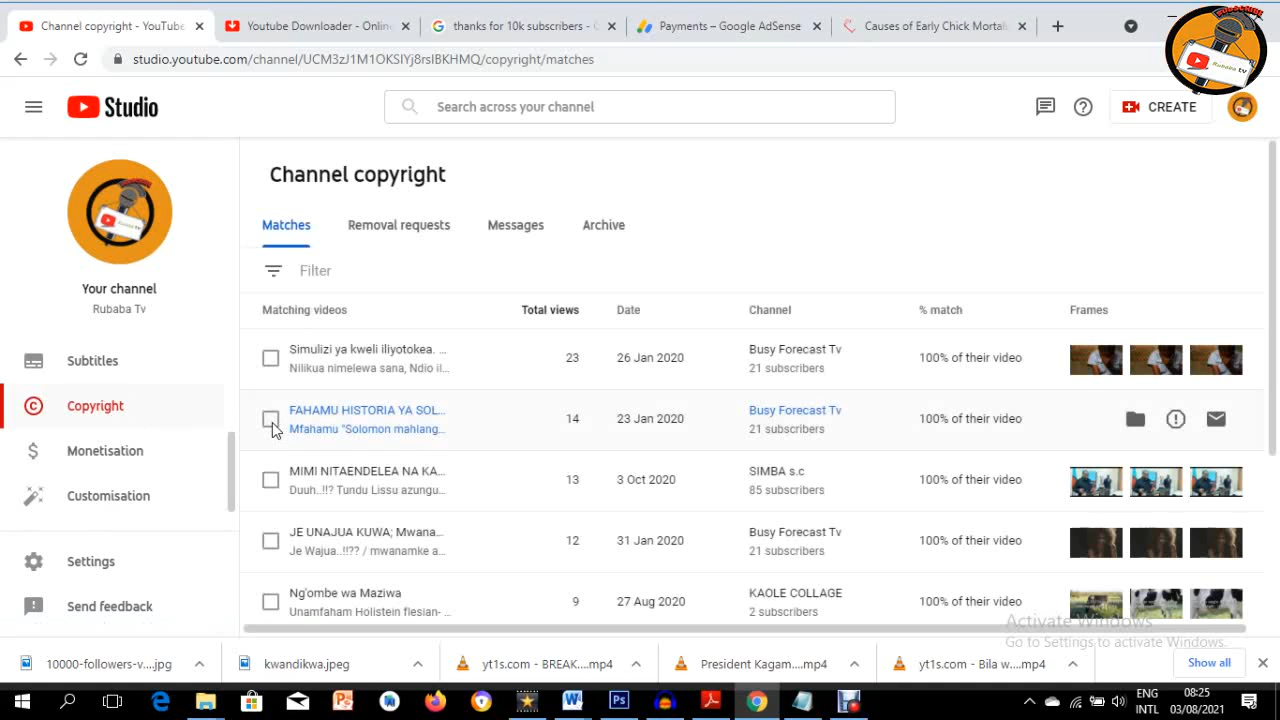 Channel copyright - YouTube
Youtube Downloader - Online
thanks for 10k subscribers -
Payments – Google AdSense
Causes of Early Chick Mortal
studio.youtube.com/channel/
/copyright/matches
Rubaba tv
Studio
Search across your channel
CREATE
Channel copyright
Matches
Removal requests
Messages
Archive
Filter
Rubaba tv
Your channel
Rubaba Tv
Subtitles
Copyright
Monetisation
Customisation
Settings
Send feedback
Matching videos
Total views
Date
Channel
% match
Frames
Simulizi ya kweli iliyotokea. ...
Nilikua nimelewa sana, Ndio il...
23
26 Jan 2020
Busy Forecast Tv
21 subscribers
100% of their video
FAHAMU HISTORIA YA SOL...
Mfahamu "Solomon mahlang...
14
23 Jan 2020
Busy Forecast Tv
21 subscribers
100% of their video
MIMI NITAENDELEA NA KA...
Duuh..!!? Tundu Lissu azungu...
13
3 Oct 2020
SIMBA s.c
85 subscribers
100% of their video
JE UNAJUA KUWA; Mwana...
Je Wajua..!!?? / mwanamke a...
12
31 Jan 2020
Busy Forecast Tv
21 subscribers
100% of their video
Ng'ombe wa Maziwa
Unamfaham Holistein flesian- ...
9
27 Aug 2020
KAOLE COLLAGE
2 subscribers
100% of their video
Activate Windows
Go to Settings to activate Windows.
10000-followers-v....jpg
kwandikwa.jpeg
yt1s.com - BREAK....mp4
President Kagam....mp4
yt1s.com - Bila w....mp4
Show all
ENG
INTL
08:25
03/08/2021